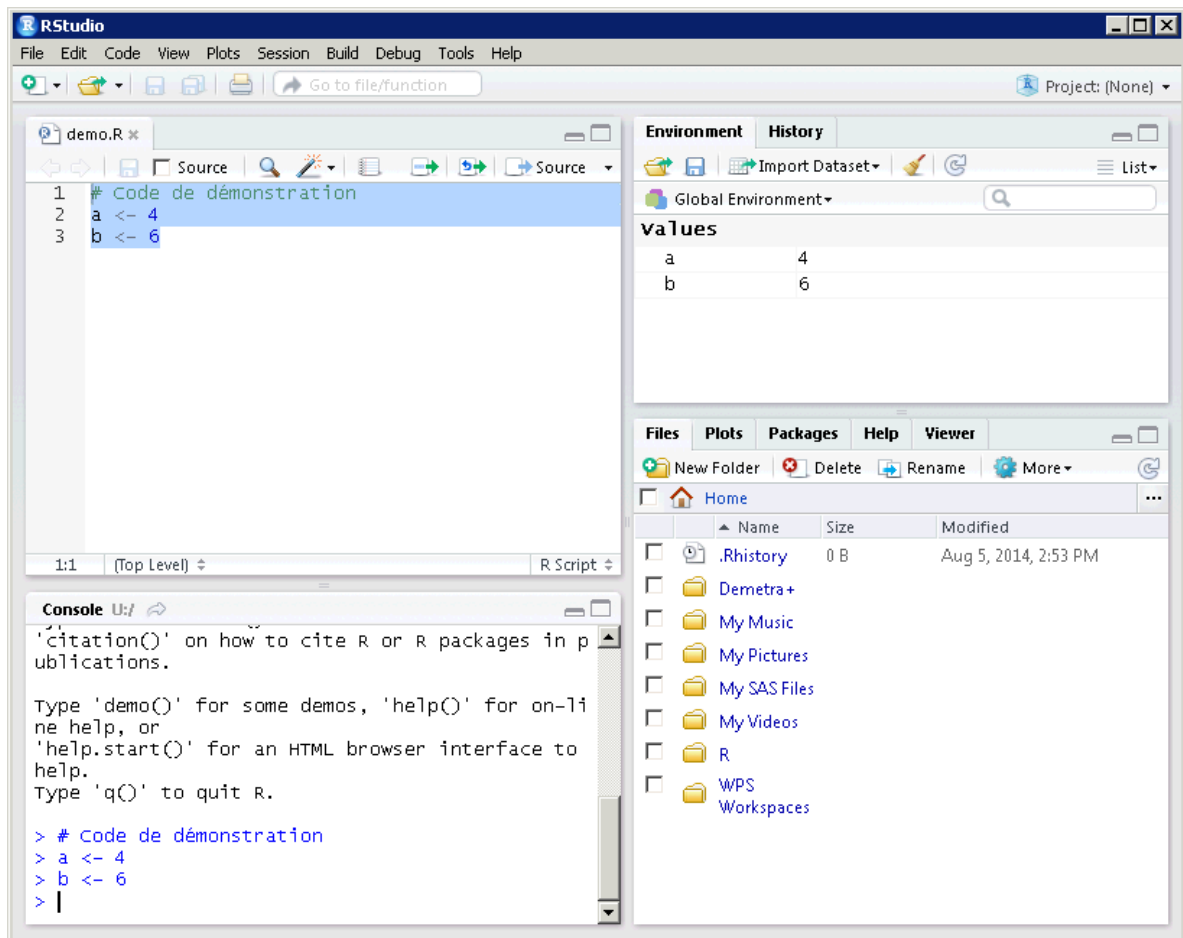 RStudio
File Edit Code View Plots Session Build Debug Tools Help
Go to file/function
Project: (None)
demo.R
Source
Source
1 # Code de démonstration
2 a <- 4
3 b <- 6
1:1 (Top Level) R Script
Console U:/
'citation()' on how to cite R or R packages in p
ublications.
Type 'demo()' for some demos, 'help()' for on-li
ne help, or
'help.start()' for an HTML browser interface to
help.
Type 'q()' to quit R.
> # Code de démonstration
> a <- 4
> b <- 6
>
Environment History
Import Dataset List
Global Environment
Values
a 4
b 6
Files Plots Packages Help Viewer
New Folder Delete Rename More
Home ...
Name Size Modified
.Rhistory 0 B Aug 5, 2014, 2:53 PM
Demetra+
My Music
My Pictures
My SAS Files
My Videos
R
WPS
Workspaces